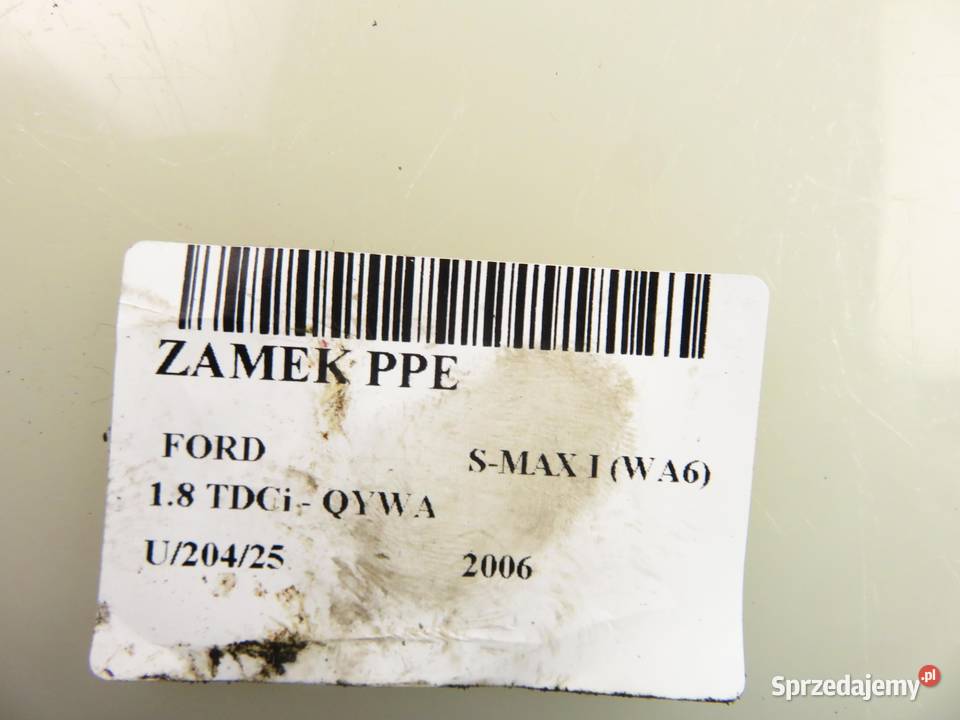 ZAMEK PPE
FORD S-MAX I (WA6)
1.8 TDCi - QYWA
U/204/25 2006
Sprzedajemy.pl